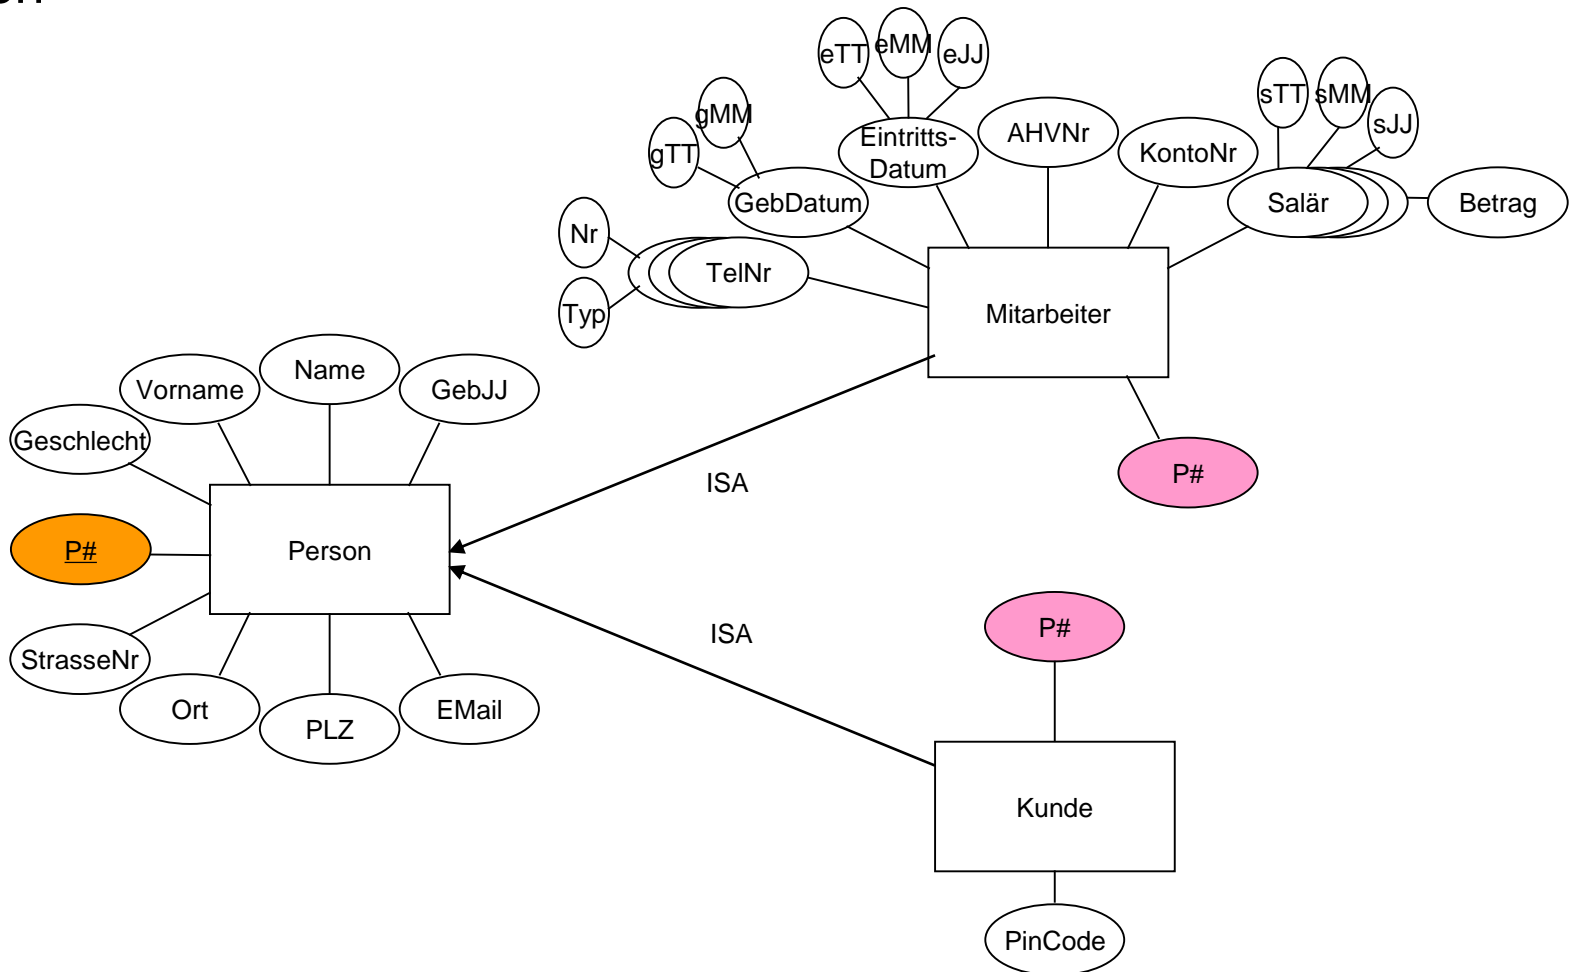 eTT
eMM
eJJ
sTT
sMM
sJJ
gMM
gTT
Eintritts-
Datum
AHVNr
KontoNr
GebDatum
Salär
Betrag
Nr
TelNr
Typ
Mitarbeiter
Name
Vorname
GebJJ
Geschlecht
P#
ISA
P#
Person
P#
ISA
StrasseNr
Ort
PLZ
EMail
Kunde
PinCode